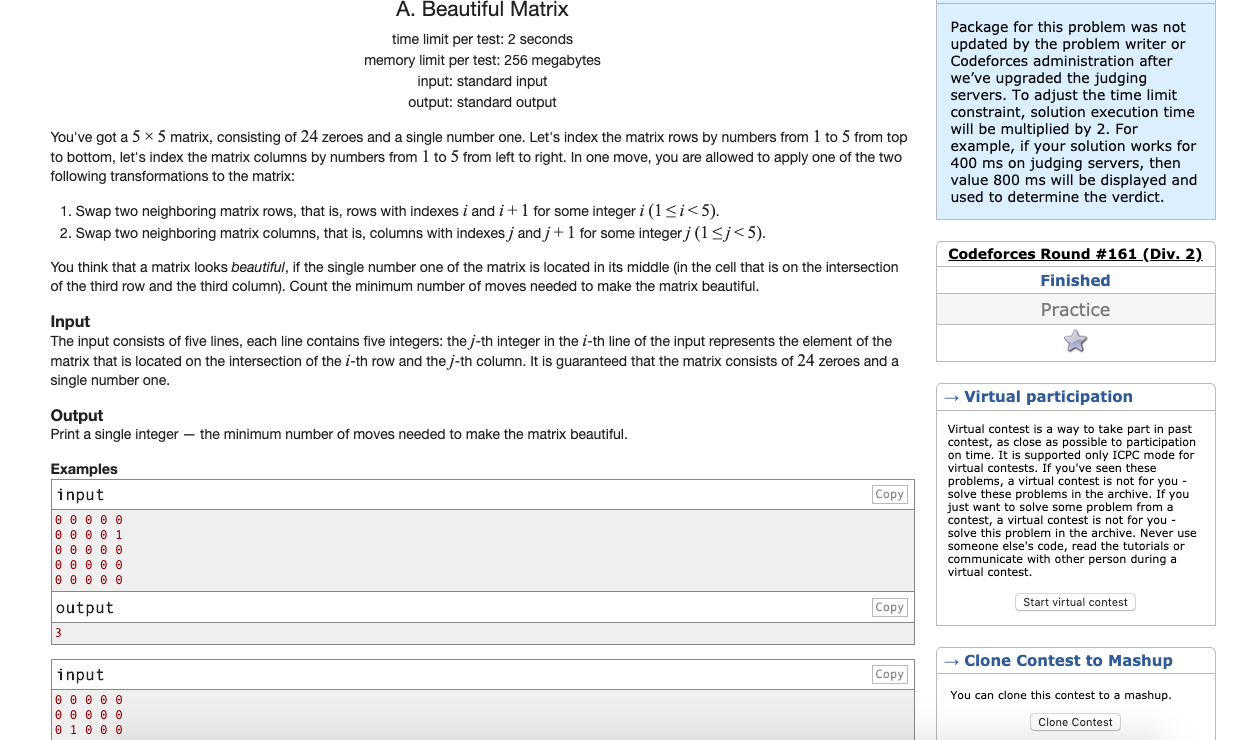 A. Beautiful Matrix
time limit per test: 2 seconds
memory limit per test: 256 megabytes
input: standard input
output: standard output
You've got a 5 × 5 matrix, consisting of 24 zeroes and a single number one. Let's index the matrix rows by numbers from 1 to 5 from top
to bottom, let's index the matrix columns by numbers from 1 to 5 from left to right. In one move, you are allowed to apply one of the two
following transformations to the matrix:
1. Swap two neighboring matrix rows, that is, rows with indexes i and i + 1 for some integer i (1 ≤ i < 5).
2. Swap two neighboring matrix columns, that is, columns with indexes j and j + 1 for some integer j (1 ≤ j < 5).
You think that a matrix looks beautiful, if the single number one of the matrix is located in its middle (in the cell that is on the intersection
of the third row and the third column). Count the minimum number of moves needed to make the matrix beautiful.
Input
The input consists of five lines, each line contains five integers: the j-th integer in the i-th line of the input represents the element of the
matrix that is located on the intersection of the i-th row and the j-th column. It is guaranteed that the matrix consists of 24 zeroes and a
single number one.
Output
Print a single integer — the minimum number of moves needed to make the matrix beautiful.
Examples
input
Copy
0 0 0 0 0
0 0 0 0 1
0 0 0 0 0
0 0 0 0 0
0 0 0 0 0
output
Copy
3
input
Copy
0 0 0 0 0
0 0 0 0 0
0 1 0 0 0
Package for this problem was not
updated by the problem writer or
Codeforces administration after
we've upgraded the judging
servers. To adjust the time limit
constraint, solution execution time
will be multiplied by 2. For
example, if your solution works for
400 ms on judging servers, then
value 800 ms will be displayed and
used to determine the verdict.
Codeforces Round #161 (Div. 2)
Finished
Practice
→ Virtual participation
Virtual contest is a way to take part in past
contest, as close as possible to participation
on time. It is supported only ICPC mode for
virtual contests. If you've seen these
problems, a virtual contest is not for you -
solve these problems in the archive. If you
just want to solve some problem from a
contest, a virtual contest is not for you -
solve this problem in the archive. Never use
someone else's code, read the tutorials or
communicate with other person during a
virtual contest.
Start virtual contest
→ Clone Contest to Mashup
You can clone this contest to a mashup.
Clone Contest